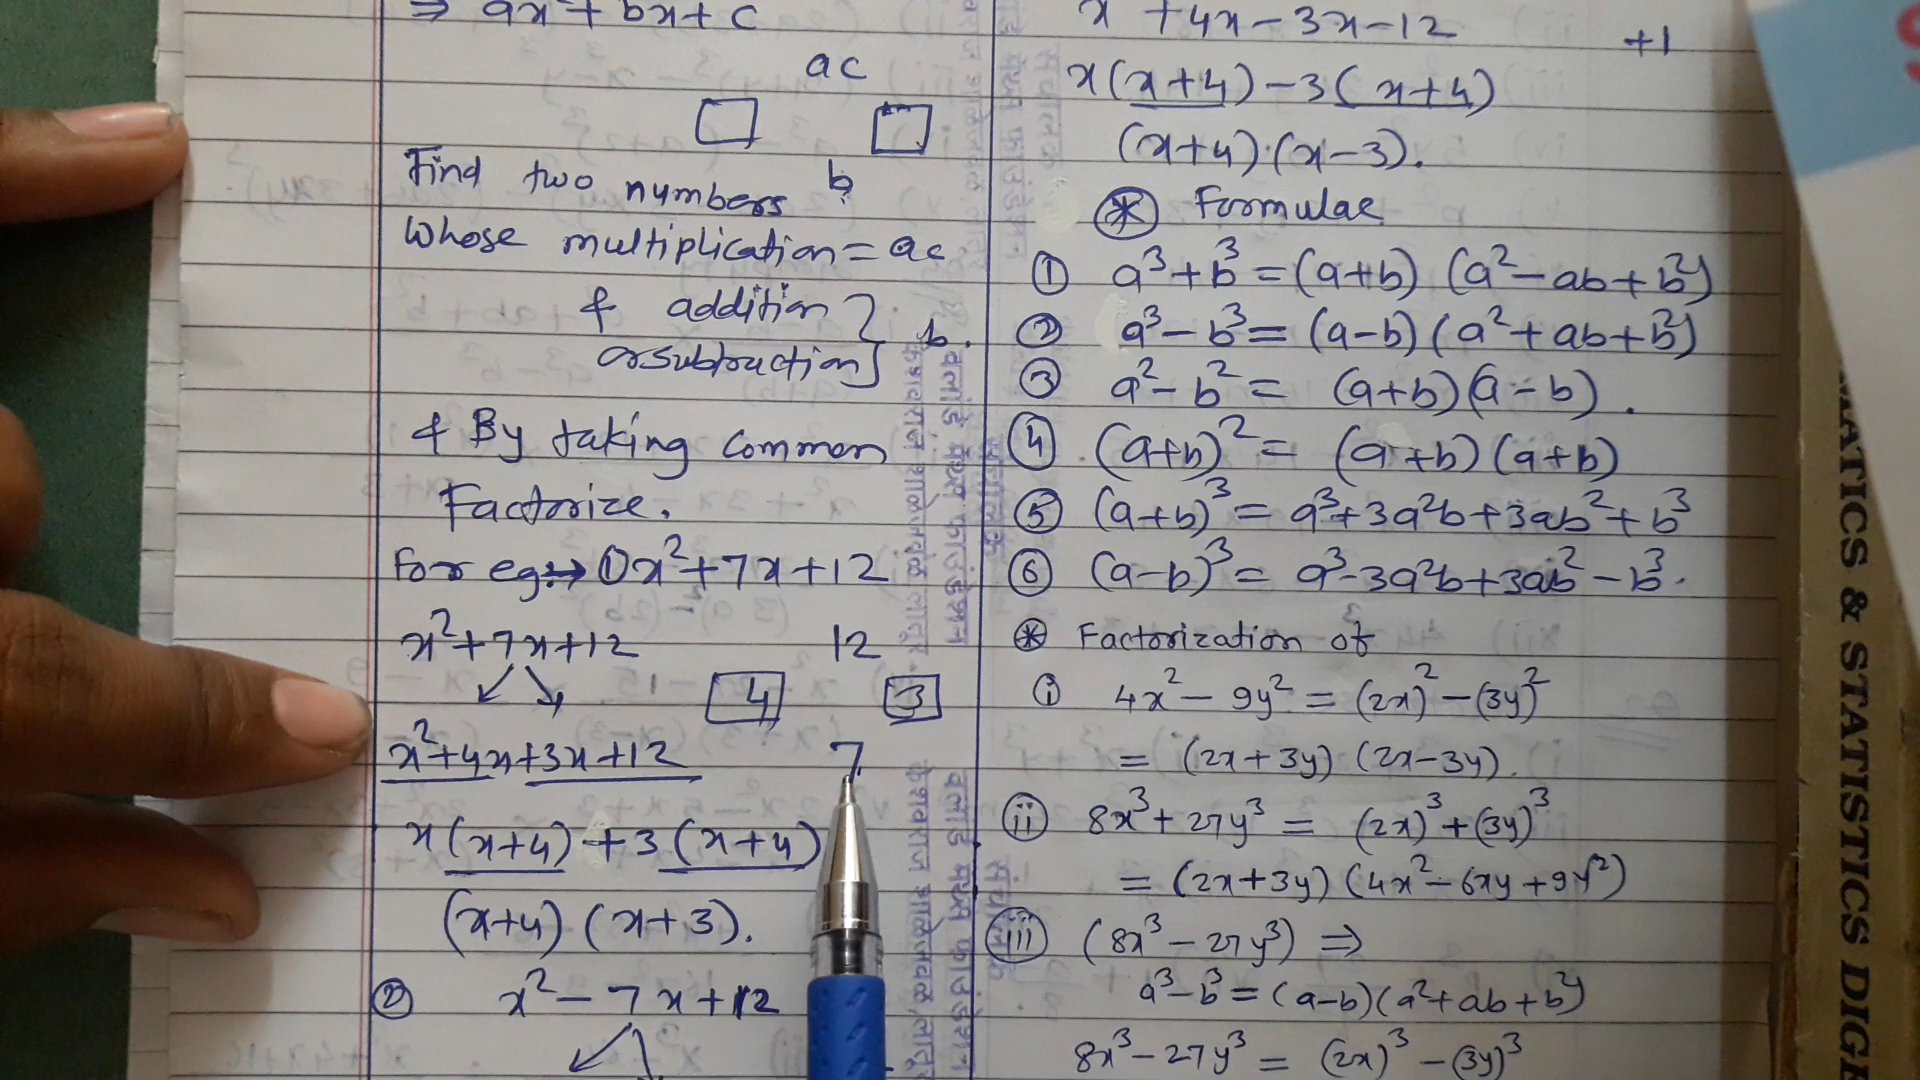 ⇒ ax²+bx+c
ac
Find two numbers b
Whose multiplication = ac
& addition
or subtraction } b.
& By taking common
Factorize.
For eg:→ ① x²+7x+12
x²+7x+12 12
4 3
x²+4x+3x+12 7
x(x+4)+3(x+4)
(x+4)(x+3).
② x²-7x+12
x²+4x-3x-12 +1
x(x+4)-3(x+4)
(x+4)·(x-3).
* Formulae
① a³+b³=(a+b)(a²-ab+b²)
② a³-b³=(a-b)(a²+ab+b²)
③ a²-b²=(a+b)(a-b).
④ (a+b)²=(a+b)(a+b)
⑤ (a+b)³=a³+3a²b+3ab²+b³
⑥ (a-b)³=a³-3a²b+3ab²-b³.
* Factorization of
① 4x²-9y²=(2x)²-(3y)²
=(2x+3y)(2x-3y).
ⅱ 8x³+27y³=(2x)³+(3y)³
=(2x+3y)(4x²-6xy+9y²)
ⅲ (8x³-27y³)⇒
a³-b³=(a-b)(a²+ab+b²)
8x³-27y³=(2x)³-(3y)³
ATICS & STATISTICS DIGE